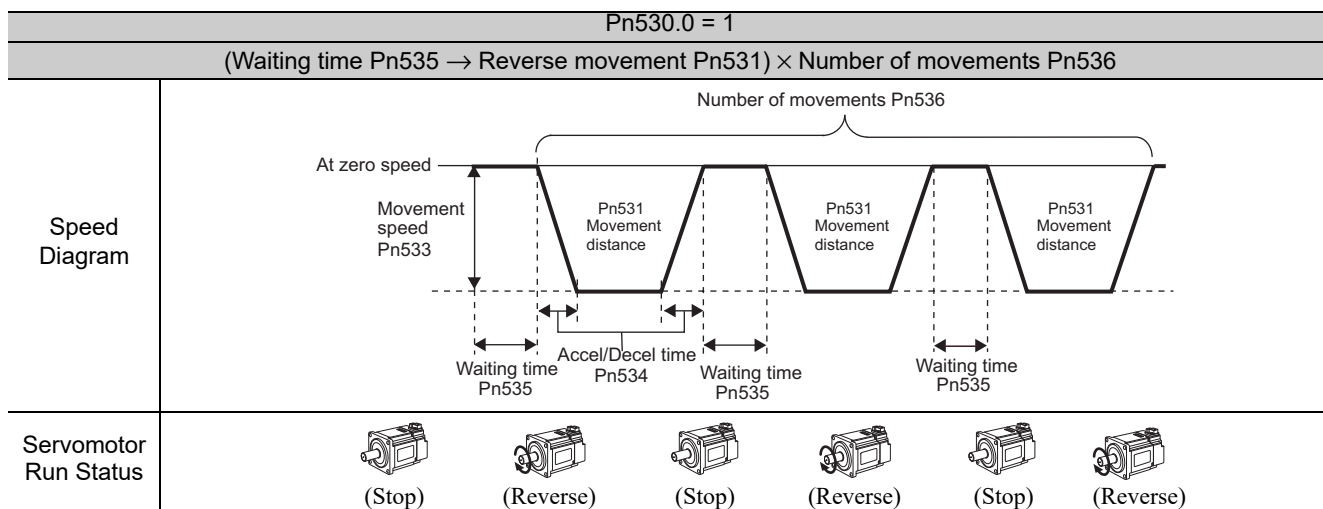 Pn530.0 = 1
(Waiting time Pn535 → Reverse movement Pn531) × Number of movements Pn536
Speed
Diagram
Number of movements Pn536
At zero speed
Movement
speed
Pn533
Pn531
Movement
distance
Pn531
Movement
distance
Pn531
Movement
distance
Waiting time
Pn535
Accel/Decel time
Pn534
Waiting time
Pn535
Waiting time
Pn535
Servomotor
Run Status
(Stop)
(Reverse)
(Stop)
(Reverse)
(Stop)
(Reverse)